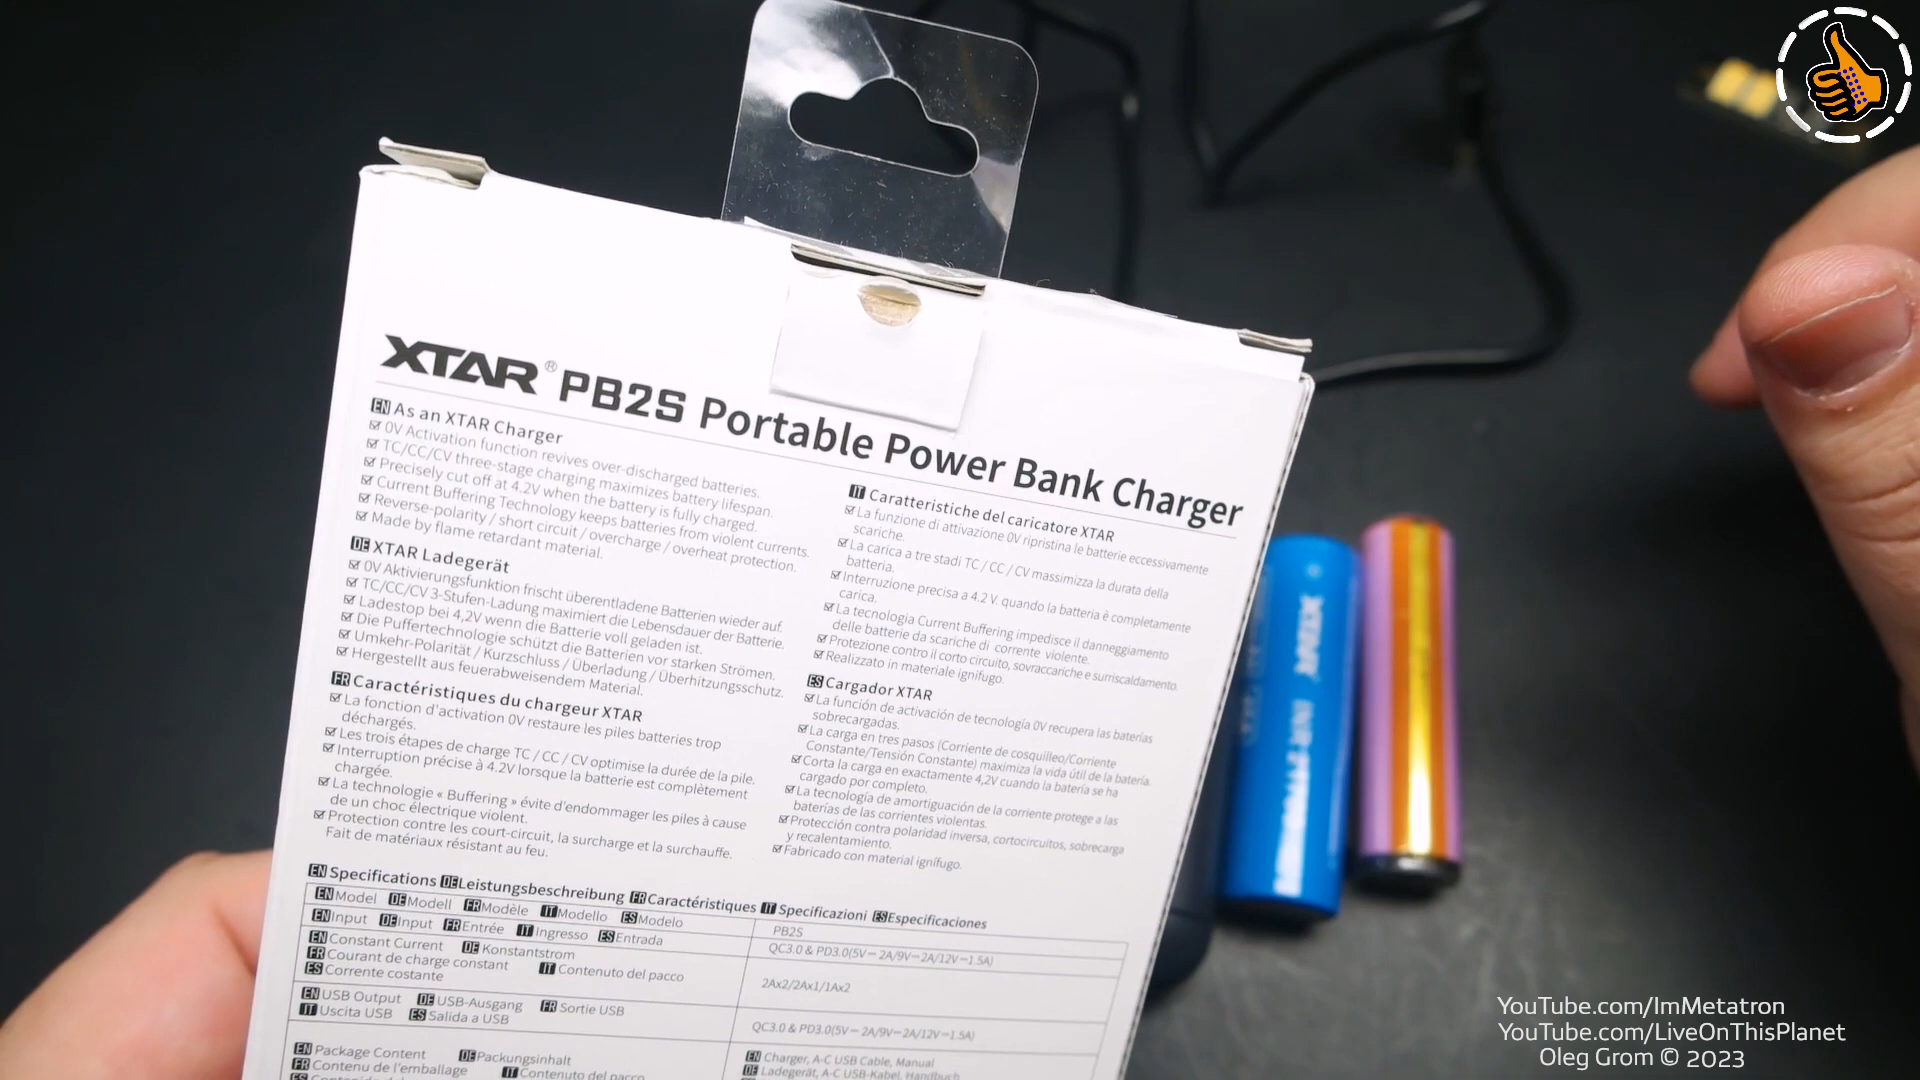 XTAR® PB2S Portable Power Bank Charger
EN As an XTAR Charger
0V Activation function revives over-discharged batteries.
TC/CC/CV three-stage charging maximizes battery lifespan.
Precisely cut off at 4.2V when the battery is fully charged.
Current Buffering Technology keeps batteries from violent currents.
Reverse-polarity / short circuit / overcharge / overheat protection.
Made by flame retardant material.
DE XTAR Ladegerät
0V Aktivierungsfunktion frischt überentladene Batterien wieder auf.
TC/CC/CV 3-Stufen-Ladung maximiert die Lebensdauer der Batterie.
Ladestop bei 4,2V wenn die Batterie voll geladen ist.
Die Puffertechnologie schützt die Batterien vor starken Strömen.
Umkehr-Polarität / Kurzschluss / Überladung / Überhitzungsschutz.
Hergestellt aus feuerabweisendem Material.
FR Caractéristiques du chargeur XTAR
La fonction d'activation 0V restaure les piles batteries trop
déchargés.
Les trois étapes de charge TC / CC / CV optimise la durée de la pile.
Interruption précise à 4.2V lorsque la batterie est complètement
chargée.
La technologie « Buffering » évite d'endommager les piles à cause
de un choc électrique violent.
Protection contre les court-circuit, la surcharge et la surchauffe.
Fait de matériaux résistant au feu.
IT Caratteristiche del caricatore XTAR
La funzione di attivazione 0V ripristina le batterie eccessivamente
scariche.
La carica a tre stadi TC / CC / CV massimizza la durata della
batteria.
Interruzione precisa a 4.2 V. quando la batteria è completamente
carica.
La tecnologia Current Buffering impedisce il danneggiamento
delle batterie da scariche di corrente violente.
Protezione contro il corto circuito, sovraccariche e surriscaldamento.
Realizzato in materiale ignifugo.
ES Cargador XTAR
La función de activación de tecnología 0V recupera las baterías
sobrecargadas.
La carga en tres pasos (Corriente de cosquilleo/Corriente
Constante/Tensión Constante) maximiza la vida útil de la batería.
Corta la carga en exactamente 4,2V cuando la batería se ha
cargado por completo.
La tecnología de amortiguación de la corriente protege a las
baterías de las corrientes violentas.
Protección contra polaridad inversa, cortocircuitos, sobrecarga
y recalentamiento.
Fabricado con material ignífugo.
EN Specifications DE Leistungsbeschreibung FR Caractéristiques IT Specificazioni ES Especificaciones
EN Model DE Modell FR Modèle IT Modello ES Modelo PB2S
EN Input DE Input FR Entrée IT Ingresso ES Entrada QC3.0 & PD3.0(5V⎓2A/9V⎓2A/12V⎓1.5A)
EN Constant Current DE Konstantstrom
FR Courant de charge constant IT Contenuto del pacco
ES Corrente costante
2Ax2/2Ax1/1Ax2
EN USB Output DE USB-Ausgang FR Sortie USB
IT Uscita USB ES Salida a USB
QC3.0 & PD3.0(5V⎓2A/9V⎓2A/12V⎓1.5A)
EN Package Content DE Packungsinhalt
FR Contenu de l'emballage IT Contenuto del pacco
EN Charger, A-C USB Cable, Manual
DE Ladegerät, A-C USB-Kabel, Handbuch
YouTube.com/ImMetatron
YouTube.com/LiveOnThisPlanet
Oleg Grom © 2023